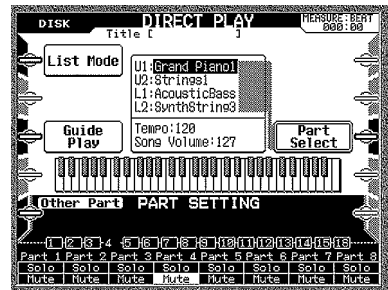 DISK DIRECT PLAY MEASURE:BEAT
000:00
Title [ ]
List Mode
U1:Grand Piano1
U2:Strings1
L1:AcousticBass
L2:SynthString3
Guide Play
Tempo:120
Song Volume:127
Part Select
Other Part PART SETTING
1 2 3 4 5 6 7 8 9 10 11 12 13 14 15 16
Part 1 Part 2 Part 3 Part 4 Part 5 Part 6 Part 7 Part 8
Solo Solo Solo Solo Solo Solo Solo Solo
Mute Mute Mute Mute Mute Mute Mute Mute